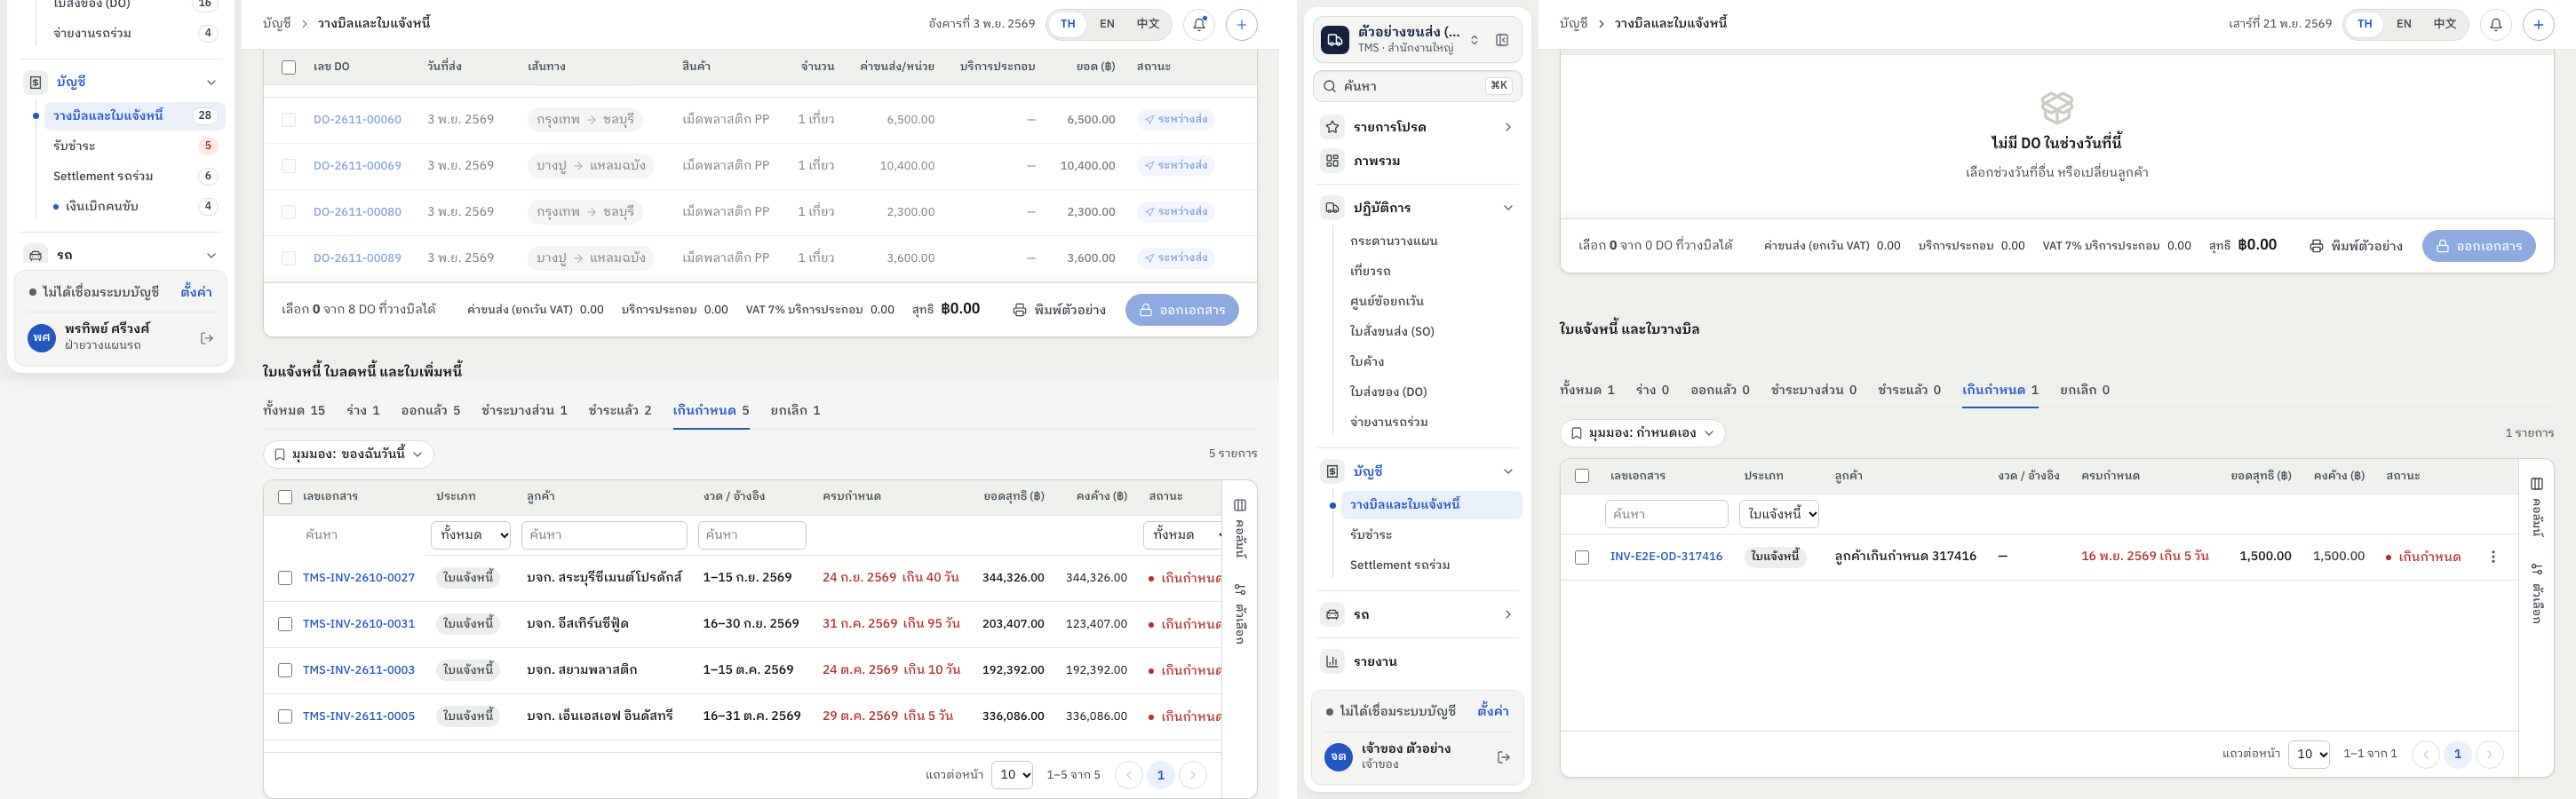 ใบสั่งของ (DO) 16
จ่ายงานรถร่วม 4
บัญชี
วางบิลและใบแจ้งหนี้ 28
รับชำระ 5
Settlement รถร่วม 6
เงินเบิกคนขับ 4
รถ
ไม่ได้เชื่อมระบบบัญชี ตั้งค่า
พศ พรทิพย์ ศรีวงศ์
ฝ่ายวางแผนรถ
บัญชี > วางบิลและใบแจ้งหนี้ อังคารที่ 3 พ.ย. 2569 TH EN 中文
เลข DO วันที่ส่ง เส้นทาง สินค้า จำนวน ค่าขนส่ง/หน่วย บริการประกอบ ยอด (฿) สถานะ
DO-2611-00060 3 พ.ย. 2569 กรุงเทพ → ชลบุรี เม็ดพลาสติก PP 1 เที่ยว 6,500.00 — 6,500.00 ระหว่างส่ง
DO-2611-00069 3 พ.ย. 2569 บางปู → แหลมฉบัง เม็ดพลาสติก PP 1 เที่ยว 10,400.00 — 10,400.00 ระหว่างส่ง
DO-2611-00080 3 พ.ย. 2569 กรุงเทพ → ชลบุรี เม็ดพลาสติก PP 1 เที่ยว 2,300.00 — 2,300.00 ระหว่างส่ง
DO-2611-00089 3 พ.ย. 2569 บางปู → แหลมฉบัง เม็ดพลาสติก PP 1 เที่ยว 3,600.00 — 3,600.00 ระหว่างส่ง
เลือก 0 จาก 8 DO ที่วางบิลได้ ค่าขนส่ง (ยกเว้น VAT) 0.00 บริการประกอบ 0.00 VAT 7% บริการประกอบ 0.00 สุทธิ ฿0.00 พิมพ์ตัวอย่าง ออกเอกสาร
ใบแจ้งหนี้ ใบลดหนี้ และใบเพิ่มหนี้
ทั้งหมด 15 ร่าง 1 ออกแล้ว 5 ชำระบางส่วน 1 ชำระแล้ว 2 เกินกำหนด 5 ยกเลิก 1
มุมมอง: ของฉันวันนี้ 5 รายการ
เลขเอกสาร ประเภท ลูกค้า งวด / อ้างอิง ครบกำหนด ยอดสุทธิ (฿) คงค้าง (฿) สถานะ
ค้นหา ทั้งหมด ค้นหา ค้นหา ทั้งหมด
TMS-INV-2610-0027 ใบแจ้งหนี้ บจก. สระบุรีซีเมนต์โปรดักส์ 1–15 ก.ย. 2569 24 ก.ย. 2569 เกิน 40 วัน 344,326.00 344,326.00 เกินกำหนด
TMS-INV-2610-0031 ใบแจ้งหนี้ บจก. อีสเทิร์นซีฟู้ด 16–30 ก.ย. 2569 31 ก.ค. 2569 เกิน 95 วัน 203,407.00 123,407.00 เกินกำหนด
TMS-INV-2611-0003 ใบแจ้งหนี้ บจก. สยามพลาสติก 1–15 ต.ค. 2569 24 ต.ค. 2569 เกิน 10 วัน 192,392.00 192,392.00 เกินกำหนด
TMS-INV-2611-0005 ใบแจ้งหนี้ บจก. เอ็นเอสเอฟ อินดัสทรี 16–31 ต.ค. 2569 29 ต.ค. 2569 เกิน 5 วัน 336,086.00 336,086.00 เกินกำหนด
คอลัมน์
ตัวเลือก
แถวต่อหน้า 10 1–5 จาก 5 1
ตัวอย่างขนส่ง (...
TMS · สำนักงานใหญ่
ค้นหา ⌘K
รายการโปรด
ภาพรวม
ปฏิบัติการ
กระดานวางแผน
เที่ยวรถ
ศูนย์ข้อยกเว้น
ใบสั่งขนส่ง (SO)
ใบค้าง
ใบส่งของ (DO)
จ่ายงานรถร่วม
บัญชี
วางบิลและใบแจ้งหนี้
รับชำระ
Settlement รถร่วม
รถ
รายงาน
ไม่ได้เชื่อมระบบบัญชี ตั้งค่า
จต เจ้าของ ตัวอย่าง
เจ้าของ
บัญชี > วางบิลและใบแจ้งหนี้ เสาร์ที่ 21 พ.ย. 2569 TH EN 中文
ไม่มี DO ในช่วงวันที่นี้
เลือกช่วงวันที่อื่น หรือเปลี่ยนลูกค้า
เลือก 0 จาก 0 DO ที่วางบิลได้ ค่าขนส่ง (ยกเว้น VAT) 0.00 บริการประกอบ 0.00 VAT 7% บริการประกอบ 0.00 สุทธิ ฿0.00 พิมพ์ตัวอย่าง ออกเอกสาร
ใบแจ้งหนี้ และใบวางบิล
ทั้งหมด 1 ร่าง 0 ออกแล้ว 0 ชำระบางส่วน 0 ชำระแล้ว 0 เกินกำหนด 1 ยกเลิก 0
มุมมอง: กำหนดเอง 1 รายการ
เลขเอกสาร ประเภท ลูกค้า งวด / อ้างอิง ครบกำหนด ยอดสุทธิ (฿) คงค้าง (฿) สถานะ
ค้นหา ใบแจ้งหนี้
INV-E2E-OD-317416 ใบแจ้งหนี้ ลูกค้าเกินกำหนด 317416 — 16 พ.ย. 2569 เกิน 5 วัน 1,500.00 1,500.00 เกินกำหนด
คอลัมน์
ตัวเลือก
แถวต่อหน้า 10 1–1 จาก 1 1